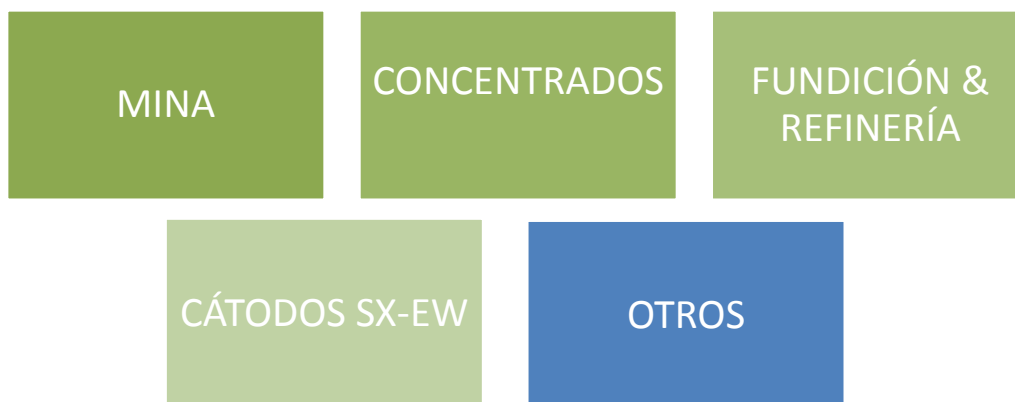 MINA
CONCENTRADOS
FUNDICIÓN &
REFINERÍA
CÁTODOS SX-EW
OTROS